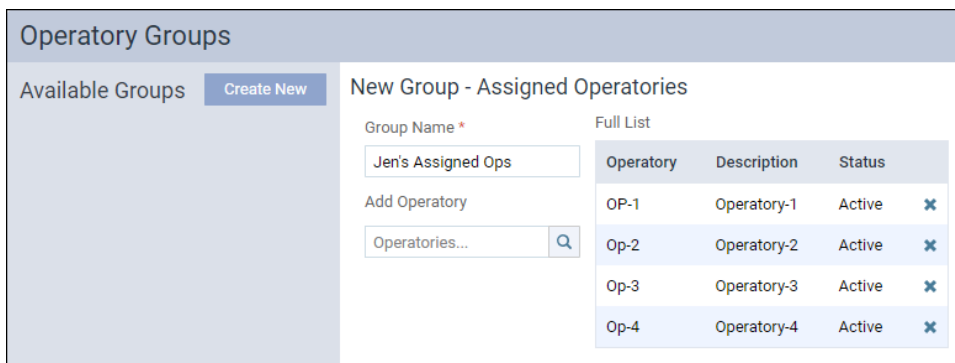 Operatory Groups
Available Groups
Create New
New Group - Assigned Operatories
Group Name *
Jen's Assigned Ops
Add Operatory
Operatories...
Full List
Operatory Description Status
OP-1 Operatory-1 Active
Op-2 Operatory-2 Active
Op-3 Operatory-3 Active
Op-4 Operatory-4 Active